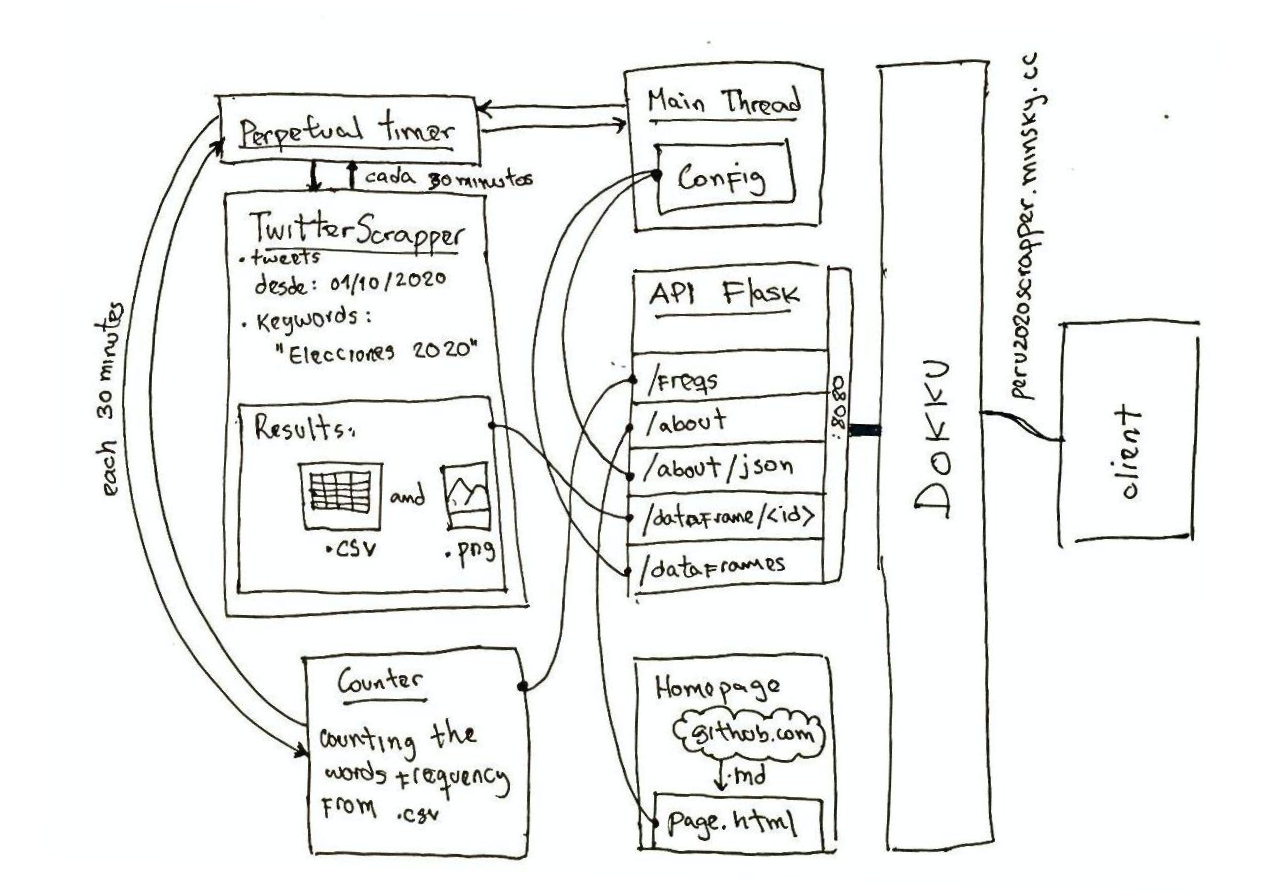 Perpetual timer
cada 30 minutos
TwitterScrapper
• tweets
desde: 01/10/2020
• Keywords:
"Elecciones 2020"
Results:
and
.csv
.png
each 30 minutes
Counter
counting the
words frequency
from .csv
Main Thread
Config
API Flask
/freqs
/about
/about/json
/dataframe/<id>
/dataframes
:8080
Homepage
github.com
.md
page.html
DOKKU
peru2020scrapper.minsky.cc
client